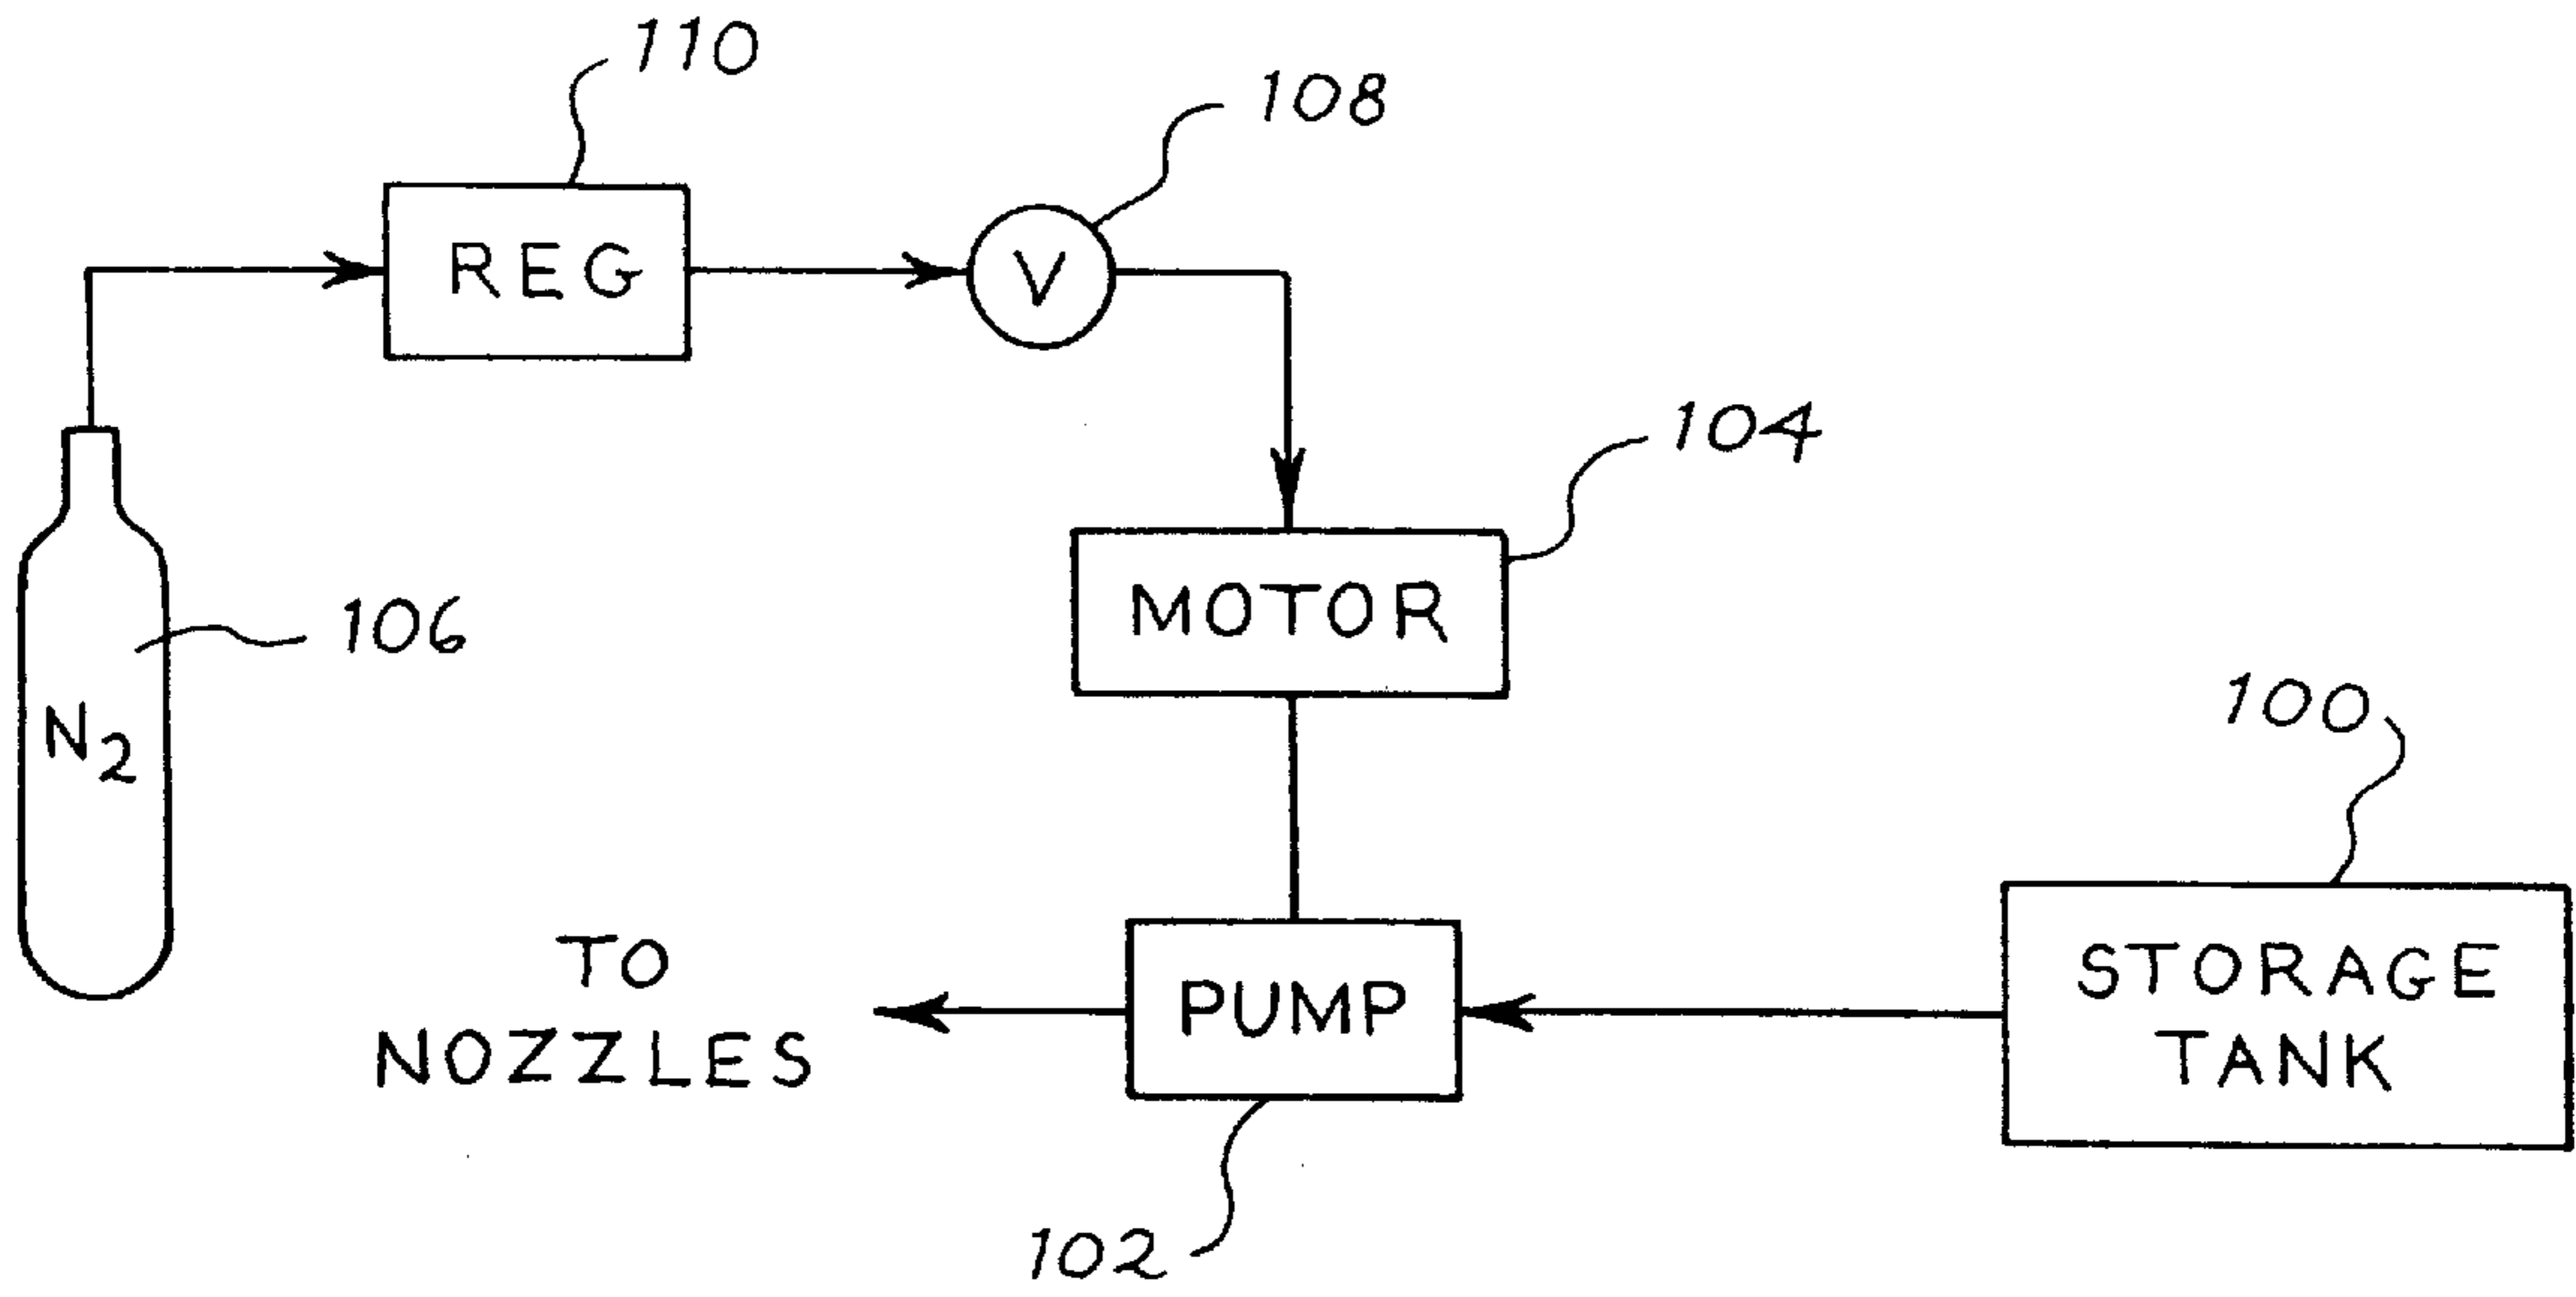 110
108
REG
V
104
MOTOR
106
N2
100
TO
NOZZLES
PUMP
STORAGE
TANK
102